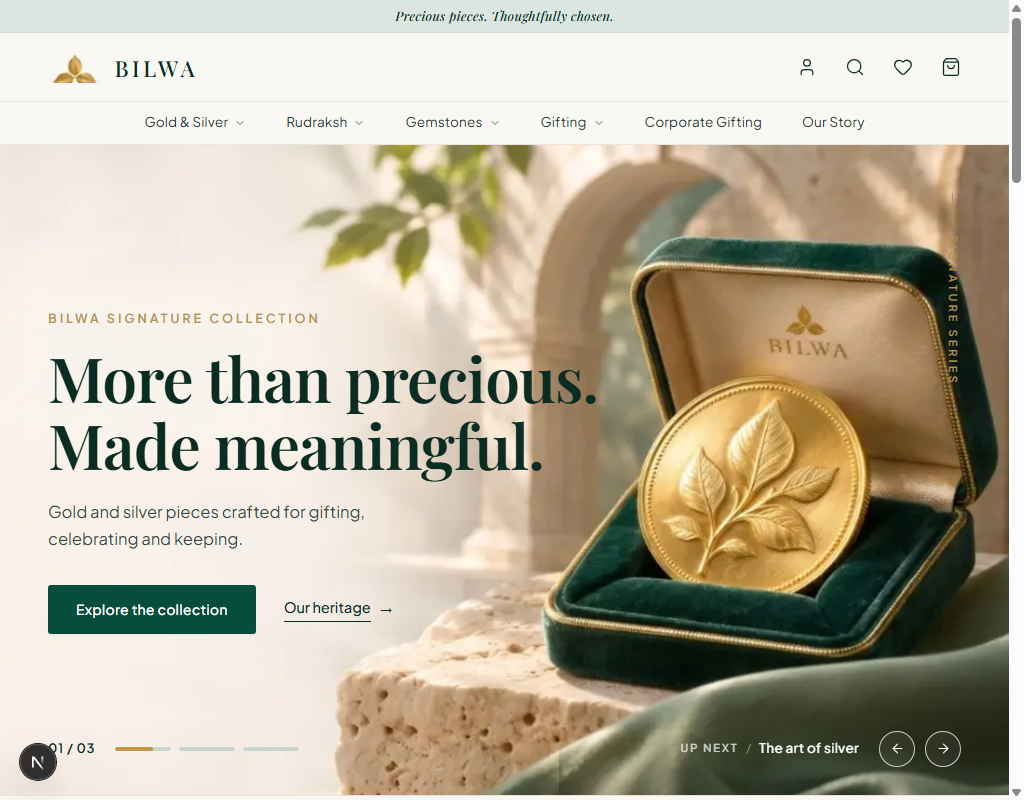 Precious pieces. Thoughtfully chosen.
BILWA
Gold & Silver
Rudraksh
Gemstones
Gifting
Corporate Gifting
Our Story
SIGNATURE SERIES
BILWA SIGNATURE COLLECTION
More than precious.
Made meaningful.
BILWA
Gold and silver pieces crafted for gifting,
celebrating and keeping.
Explore the collection
Our heritage →
01 / 03
UP NEXT / The art of silver
N